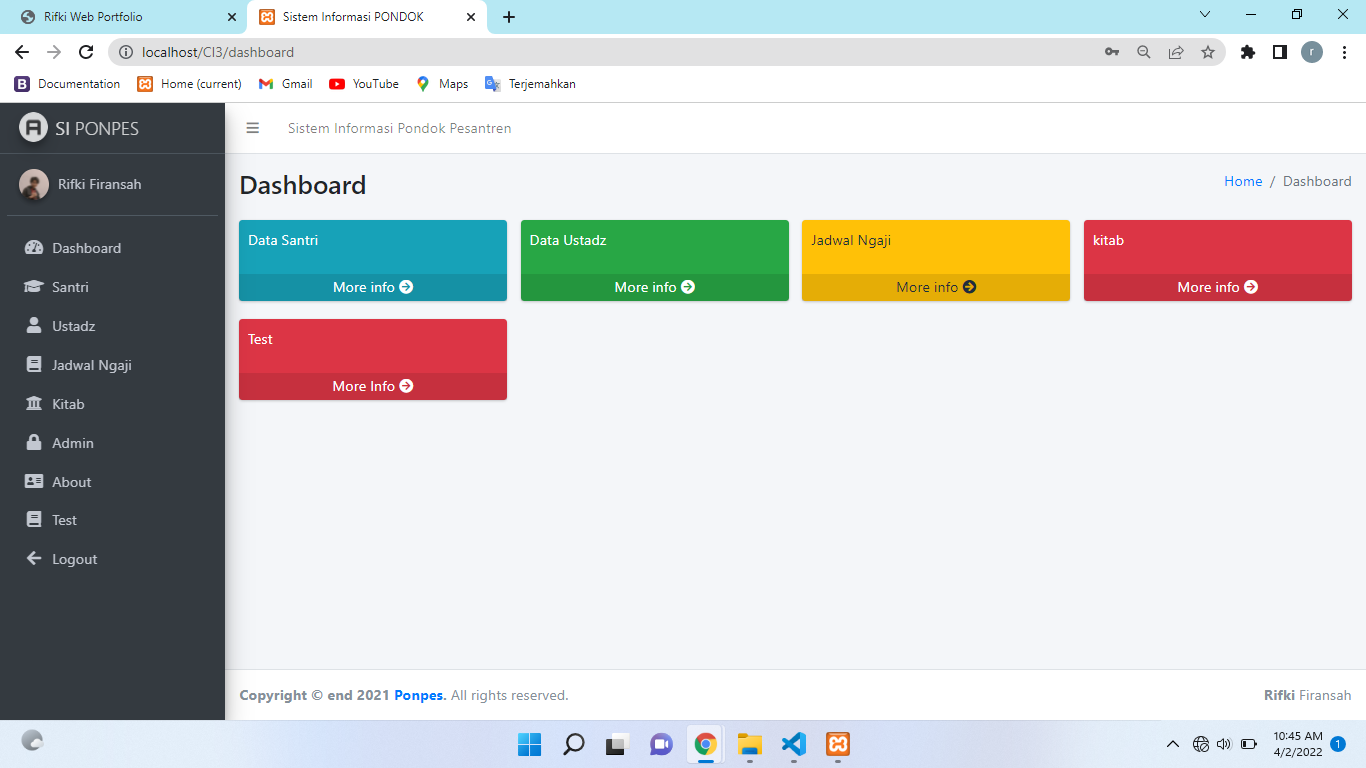 Rifki Web Portfolio
Sistem Informasi PONDOK
localhost/CI3/dashboard
r
Documentation
Home (current)
Gmail
YouTube
Maps
Terjemahkan
SI PONPES
Sistem Informasi Pondok Pesantren
Rifki Firansah
Dashboard
Santri
Ustadz
Jadwal Ngaji
Kitab
Admin
About
Test
Logout
Dashboard
Home / Dashboard
Data Santri
More info
Data Ustadz
More info
Jadwal Ngaji
More info
kitab
More info
Test
More Info
Copyright © end 2021 Ponpes. All rights reserved.
Rifki Firansah
10:45 AM
4/2/2022
1